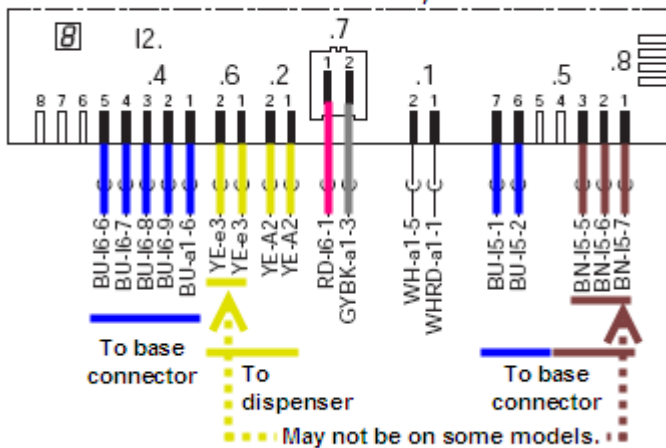 8 I2. .7
.4 .6 .2 .1 .5 .8
1 2
8 7 6 5 4 3 2 1 2 1 2 1 2 1 7 6 5 4 3 2 1
BU-I6-6
BU-I6-7
BU-I6-8
BU-I6-9
BU-a1-6
YE-e3-
YE-e3-
YE-A2-
YE-A2-
RD-I6-1
GYBK-a1-3
WH-a1-5
WHRD-a1-1
BU-I5-1
BU-I5-2
BN-I5-5
BN-I5-6
BN-I5-7
To base
connector
To
dispenser
To base
connector
May not be on some models.